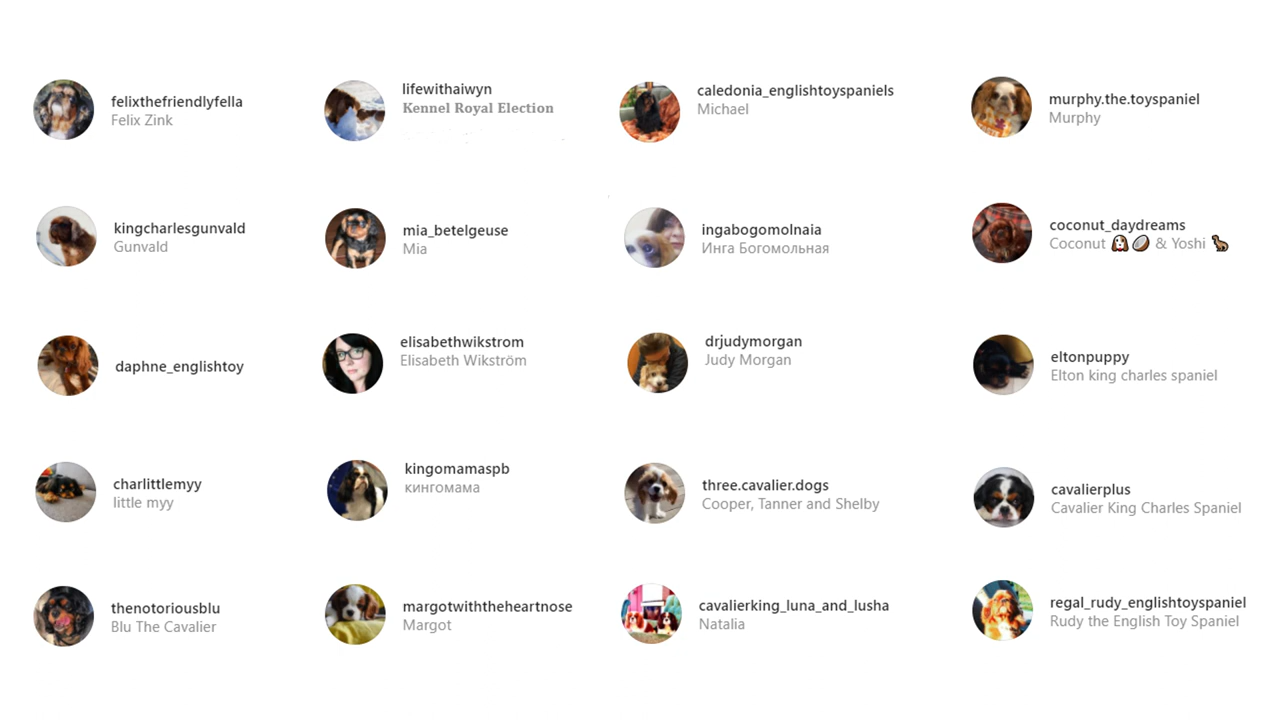 felixthefriendlyfella
Felix Zink
lifewithaiwyn
Kennel Royal Election
caledonia_englishtoyspaniels
Michael
murphy.the.toyspaniel
Murphy
kingcharlesgunvald
Gunvald
mia_betelgeuse
Mia
ingabogomolnaia
Инга Богомольная
coconut_daydreams
Coconut 🐶🥥 & Yoshi 🐕
daphne_englishtoy
elisabethwikstrom
Elisabeth Wikström
drjudymorgan
Judy Morgan
eltonpuppy
Elton king charles spaniel
charlittlemyy
little myy
kingomamaspb
кингомама
three.cavalier.dogs
Cooper, Tanner and Shelby
cavalierplus
Cavalier King Charles Spaniel
thenotoriousblu
Blu The Cavalier
margotwiththeheartnose
Margot
cavalierking_luna_and_lusha
Natalia
regal_rudy_englishtoyspaniel
Rudy the English Toy Spaniel